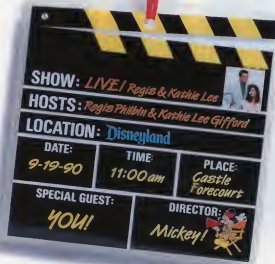 SHOW: LIVE! Regis & Kathie Lee
HOSTS: Regis Philbin & Kathie Lee Gifford
LOCATION: Disneyland
DATE:
9-19-90
TIME
11:00 am
PLACE:
Castle
Forecourt
SPECIAL GUEST:
YOU!
DIRECTOR:
Mickey!